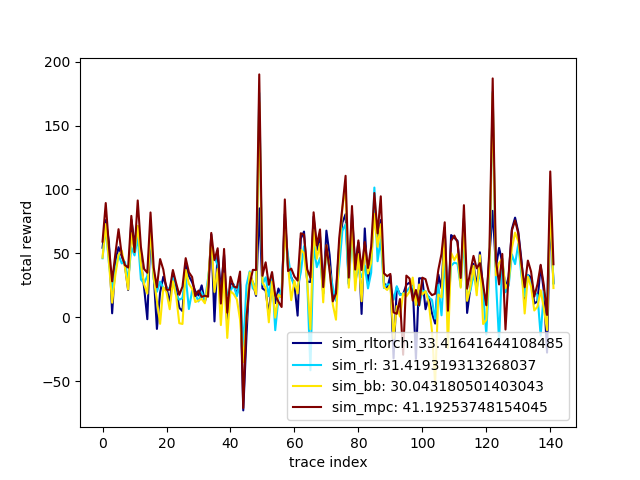 200
150
100
50
0
−50
total reward
0 20 40 60 80 100 120 140
trace index
sim_rltorch: 33.41641644108485
sim_rl: 31.419319313268037
sim_bb: 30.043180501403043
sim_mpc: 41.19253748154045